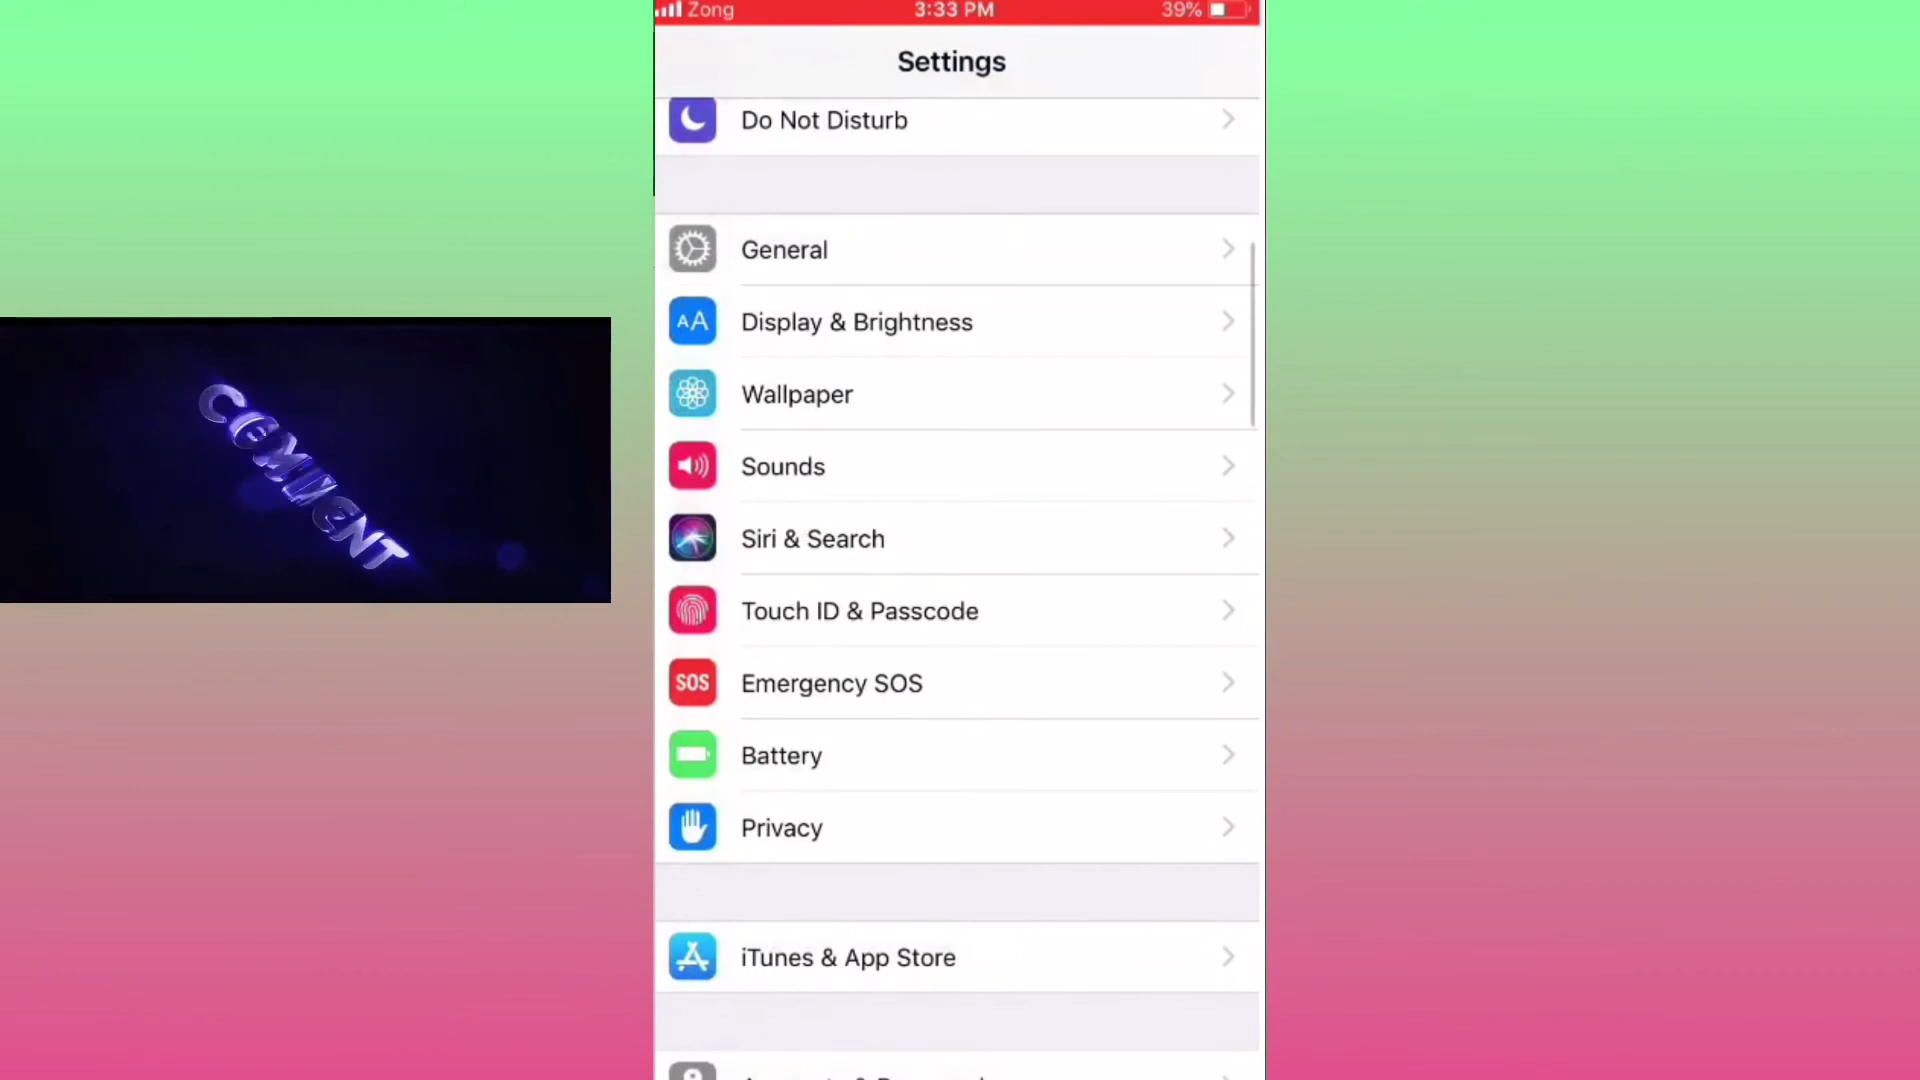 Zong 3:33 PM 39%
Settings
Do Not Disturb
General
AA Display & Brightness
Wallpaper
Sounds
Siri & Search
Touch ID & Passcode
SOS Emergency SOS
Battery
Privacy
iTunes & App Store
COMMENT